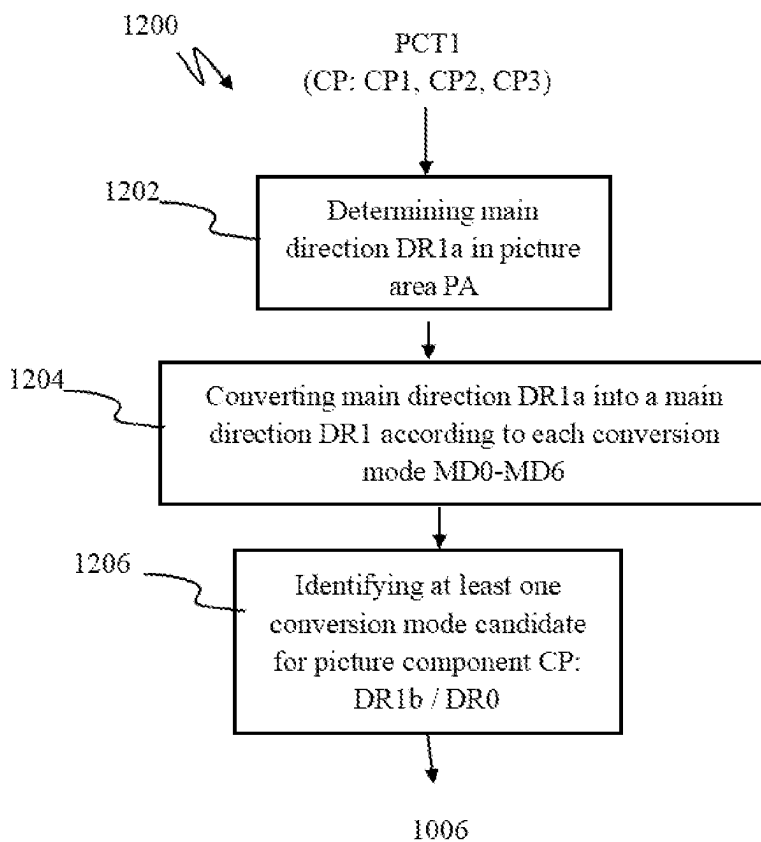 1200
PCT1
(CP: CP1, CP2, CP3)
1202
Determining main
direction DR1a in picture
area PA
1204
Converting main direction DR1a into a main
direction DR1 according to each conversion
mode MD0-MD6
1206
Identifying at least one
conversion mode candidate
for picture component CP:
DR1b / DR0
1006